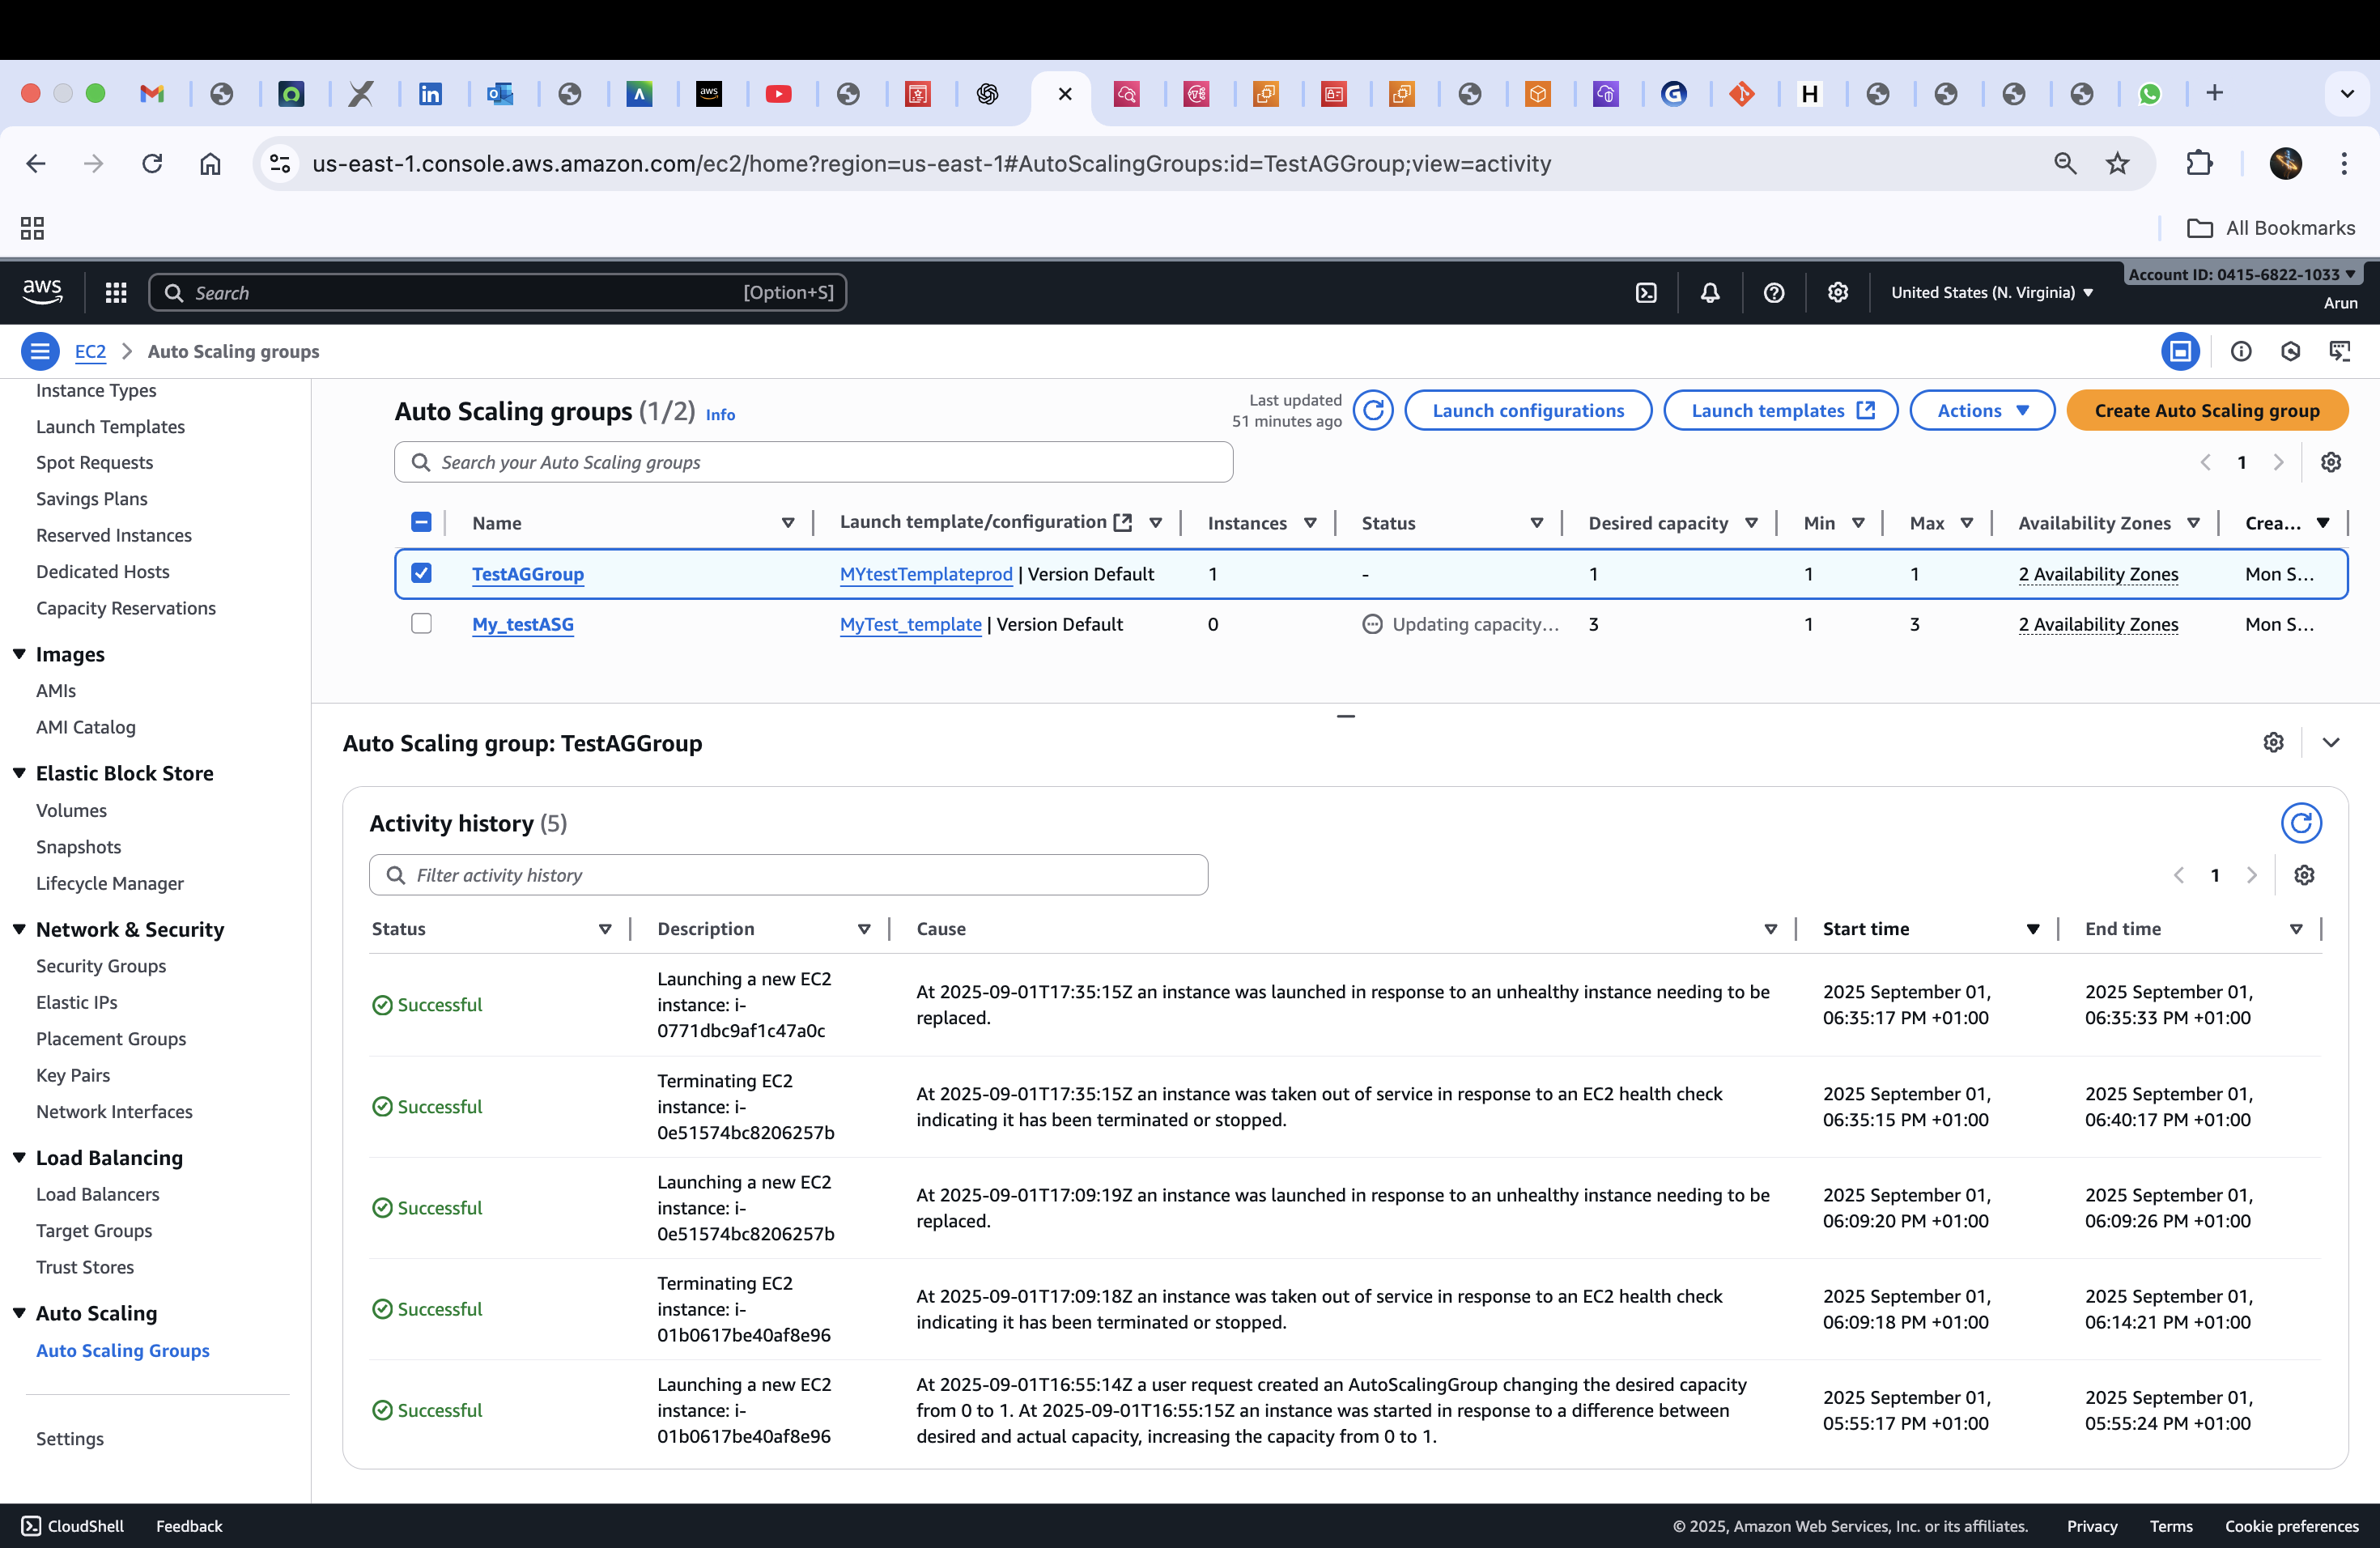 us-east-1.console.aws.amazon.com/ec2/home?region=us-east-1#AutoScalingGroups:id=TestAGGroup;view=activity
All Bookmarks
aws
Search
[Option+S]
United States (N. Virginia)
Account ID: 0415-6822-1033
Arun
EC2
Auto Scaling groups
Instance Types
Launch Templates
Spot Requests
Savings Plans
Reserved Instances
Dedicated Hosts
Capacity Reservations
Images
AMIs
AMI Catalog
Elastic Block Store
Volumes
Snapshots
Lifecycle Manager
Network & Security
Security Groups
Elastic IPs
Placement Groups
Key Pairs
Network Interfaces
Load Balancing
Load Balancers
Target Groups
Trust Stores
Auto Scaling
Auto Scaling Groups
Settings
Auto Scaling groups (1/2) Info
Last updated
51 minutes ago
Launch configurations
Launch templates
Actions
Create Auto Scaling group
Search your Auto Scaling groups
1
Name Launch template/configuration Instances Status Desired capacity Min Max Availability Zones Crea...
TestAGGroup MYtestTemplateprod | Version Default 1 - 1 1 1 2 Availability Zones Mon S...
My_testASG MyTest_template | Version Default 0 Updating capacity... 3 1 3 2 Availability Zones Mon S...
Auto Scaling group: TestAGGroup
Activity history (5)
Filter activity history
1
Status Description Cause Start time End time
Successful
Launching a new EC2
instance: i-
0771dbc9af1c47a0c
At 2025-09-01T17:35:15Z an instance was launched in response to an unhealthy instance needing to be
replaced.
2025 September 01,
06:35:17 PM +01:00
2025 September 01,
06:35:33 PM +01:00
Successful
Terminating EC2
instance: i-
0e51574bc8206257b
At 2025-09-01T17:35:15Z an instance was taken out of service in response to an EC2 health check
indicating it has been terminated or stopped.
2025 September 01,
06:35:15 PM +01:00
2025 September 01,
06:40:17 PM +01:00
Successful
Launching a new EC2
instance: i-
0e51574bc8206257b
At 2025-09-01T17:09:19Z an instance was launched in response to an unhealthy instance needing to be
replaced.
2025 September 01,
06:09:20 PM +01:00
2025 September 01,
06:09:26 PM +01:00
Successful
Terminating EC2
instance: i-
01b0617be40af8e96
At 2025-09-01T17:09:18Z an instance was taken out of service in response to an EC2 health check
indicating it has been terminated or stopped.
2025 September 01,
06:09:18 PM +01:00
2025 September 01,
06:14:21 PM +01:00
Successful
Launching a new EC2
instance: i-
01b0617be40af8e96
At 2025-09-01T16:55:14Z a user request created an AutoScalingGroup changing the desired capacity
from 0 to 1. At 2025-09-01T16:55:15Z an instance was started in response to a difference between
desired and actual capacity, increasing the capacity from 0 to 1.
2025 September 01,
05:55:17 PM +01:00
2025 September 01,
05:55:24 PM +01:00
CloudShell
Feedback
© 2025, Amazon Web Services, Inc. or its affiliates.
Privacy
Terms
Cookie preferences